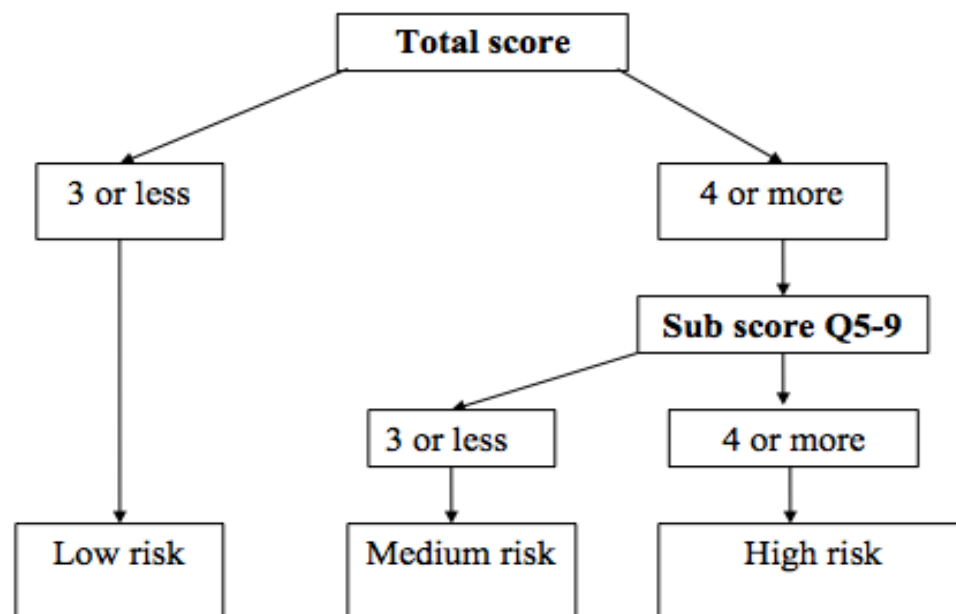 Total score
3 or less
4 or more
Sub score Q5-9
3 or less
4 or more
Low risk
Medium risk
High risk